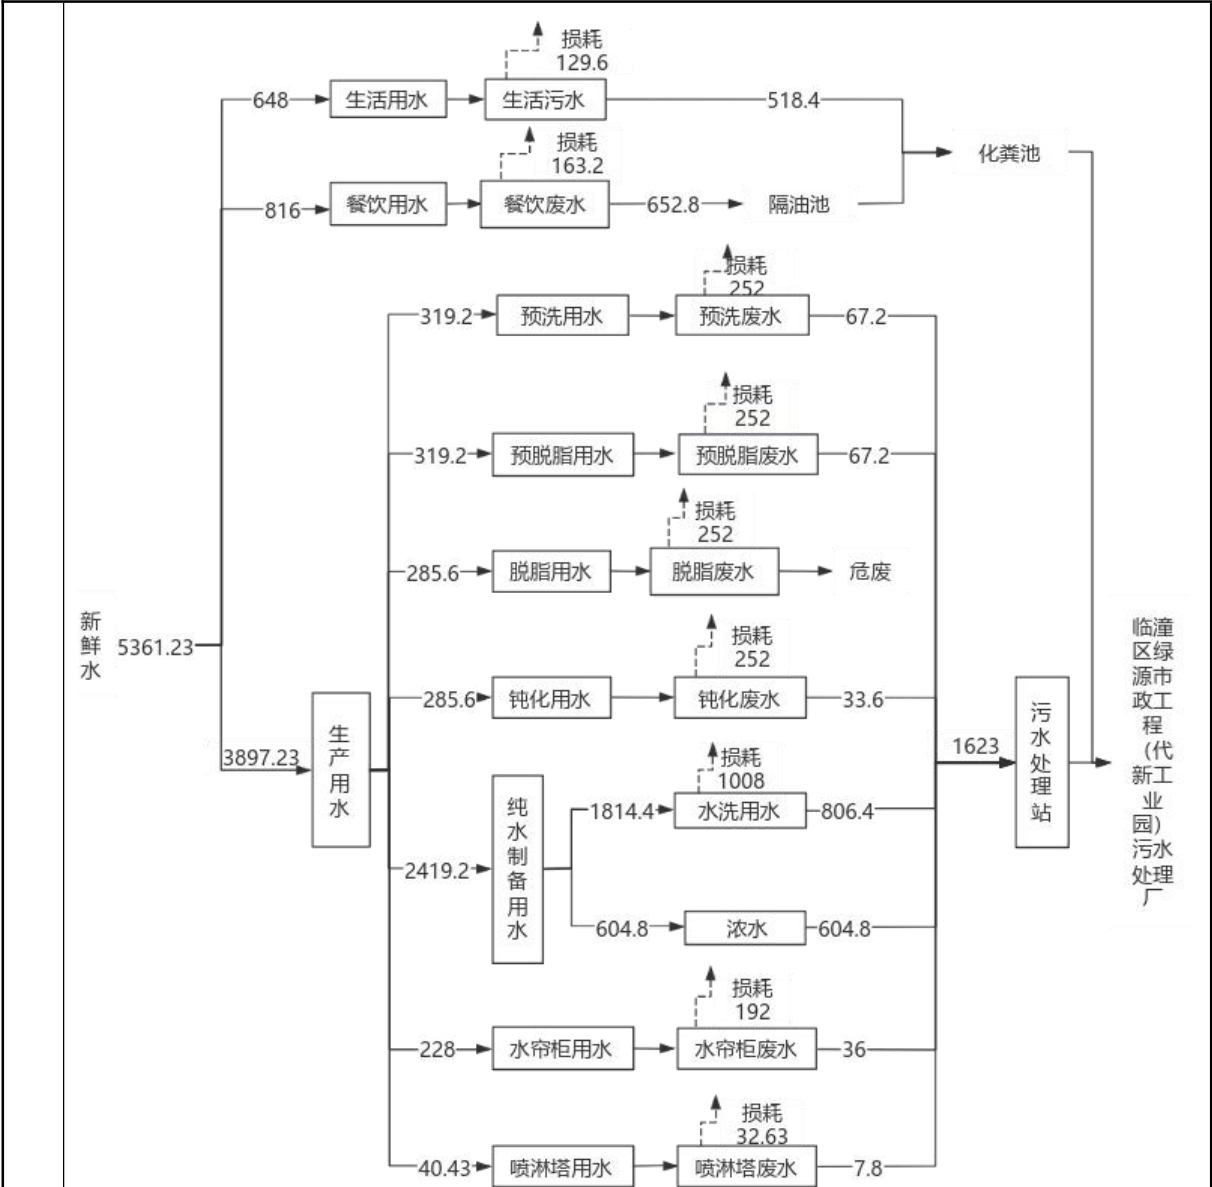 损耗
129.6
648
生活用水
生活污水
518.4
损耗
163.2
化粪池
816
餐饮用水
餐饮废水
652.8
隔油池
损耗
252
319.2
预洗用水
预洗废水
67.2
损耗
252
319.2
预脱脂用水
预脱脂废水
67.2
损耗
252
285.6
脱脂用水
脱脂废水
危废
新
鲜
水
5361.23
损耗
252
285.6
钝化用水
钝化废水
33.6
3897.23
生
产
用
水
1623
污
水
处
理
站
临潼
区绿
源市
政工
程
（代
新工
业
园）
污水
处理
厂
损耗
1008
纯
水
制
备
用
水
1814.4
水洗用水
806.4
2419.2
604.8
浓水
604.8
损耗
192
228
水帘柜用水
水帘柜废水
36
损耗
32.63
40.43
喷淋塔用水
喷淋塔废水
7.8